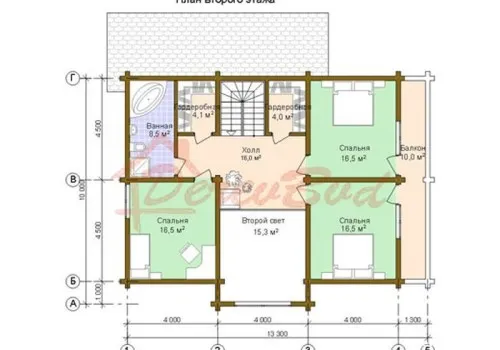 План второго этажа
Г
Гардеробная
4,1 м²
Гардеробная
4,0 м²
Ванная
8,5 м²
Холл
16,0 м²
Спальня
16,5 м²
Балкон
10,0 м²
4 500
В
10 000
DenvBud
Спальня
16,5 м²
Второй свет
15,3 м²
Спальня
16,5 м²
4 500
Б
1 000
А
4 000
4 000
4 000
1 300
13 300
1
2
3
4
5